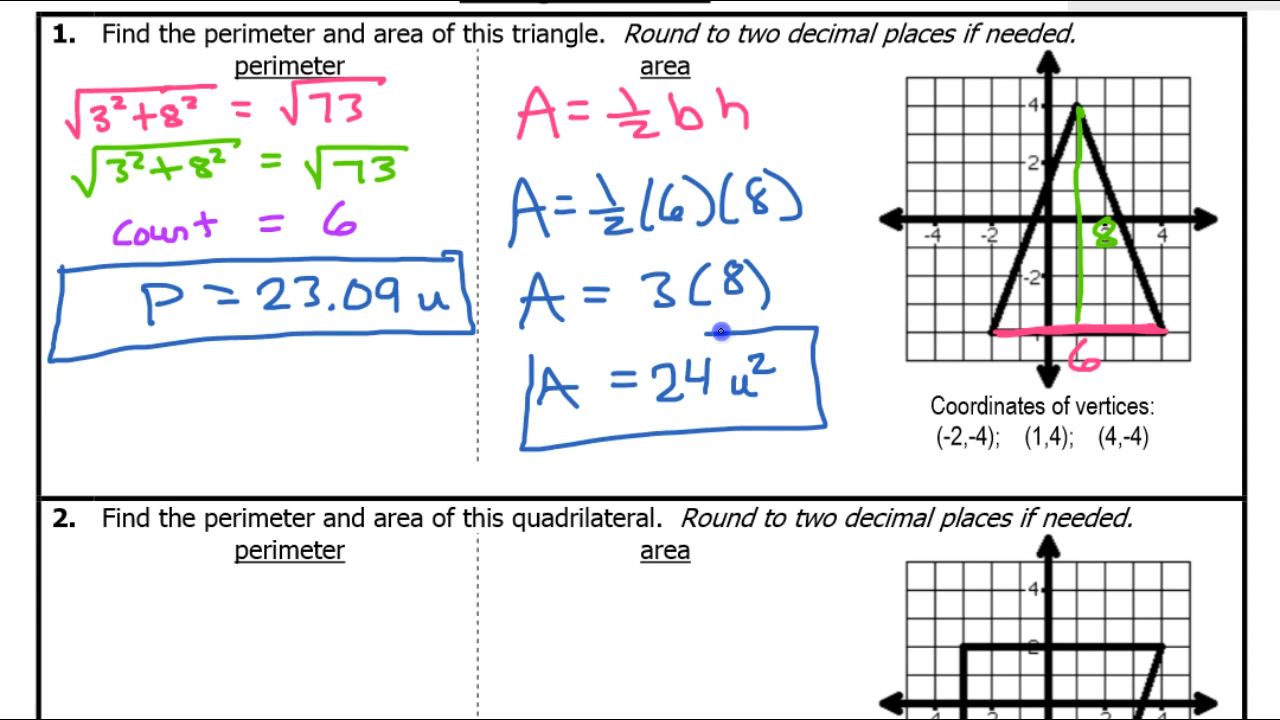 1. Find the perimeter and area of this triangle. Round to two decimal places if needed.
perimeter
√3²+8² = √73
√3²+8² = √73
count = 6
P = 23.09 u
area
A = 1/2 b h
A = 1/2 (6)(8)
A = 3(8)
A = 24 u²
4
2
-4 -2 2 4
8
-2
6
Coordinates of vertices:
(-2,-4); (1,4); (4,-4)
2. Find the perimeter and area of this quadrilateral. Round to two decimal places if needed.
perimeter
area
4
2